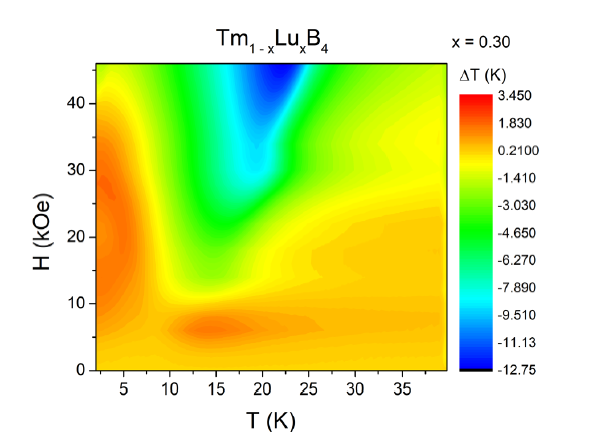 Tm1-xLuxB4
x = 0.30
ΔT (K)
3.450
1.830
0.2100
-1.410
-3.030
-4.650
-6.270
-7.890
-9.510
-11.13
-12.75
H (kOe)
40
30
20
10
0
5 10 15 20 25 30 35
T (K)